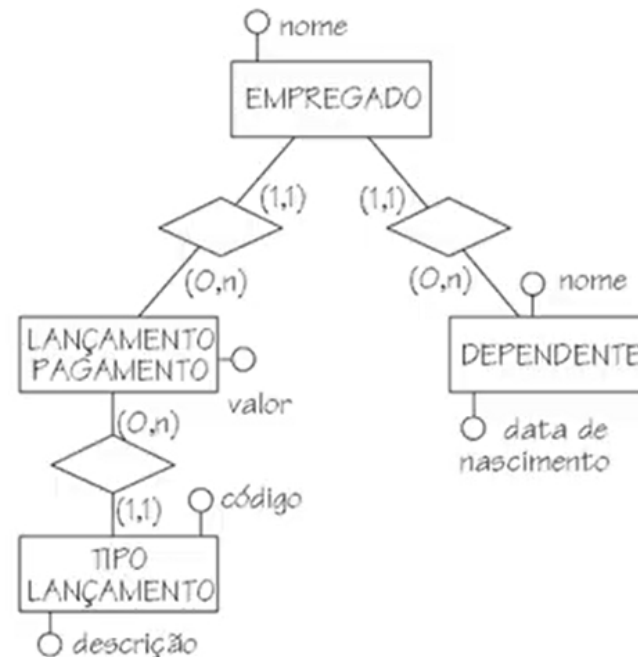 nome
EMPREGADO
(1,1)
(1,1)
(0,n)
(0,n)
nome
LANÇAMENTO
PAGAMENTO
DEPENDENTE
valor
(0,n)
data de
nascimento
(1,1)
código
TIPO
LANÇAMENTO
descrição